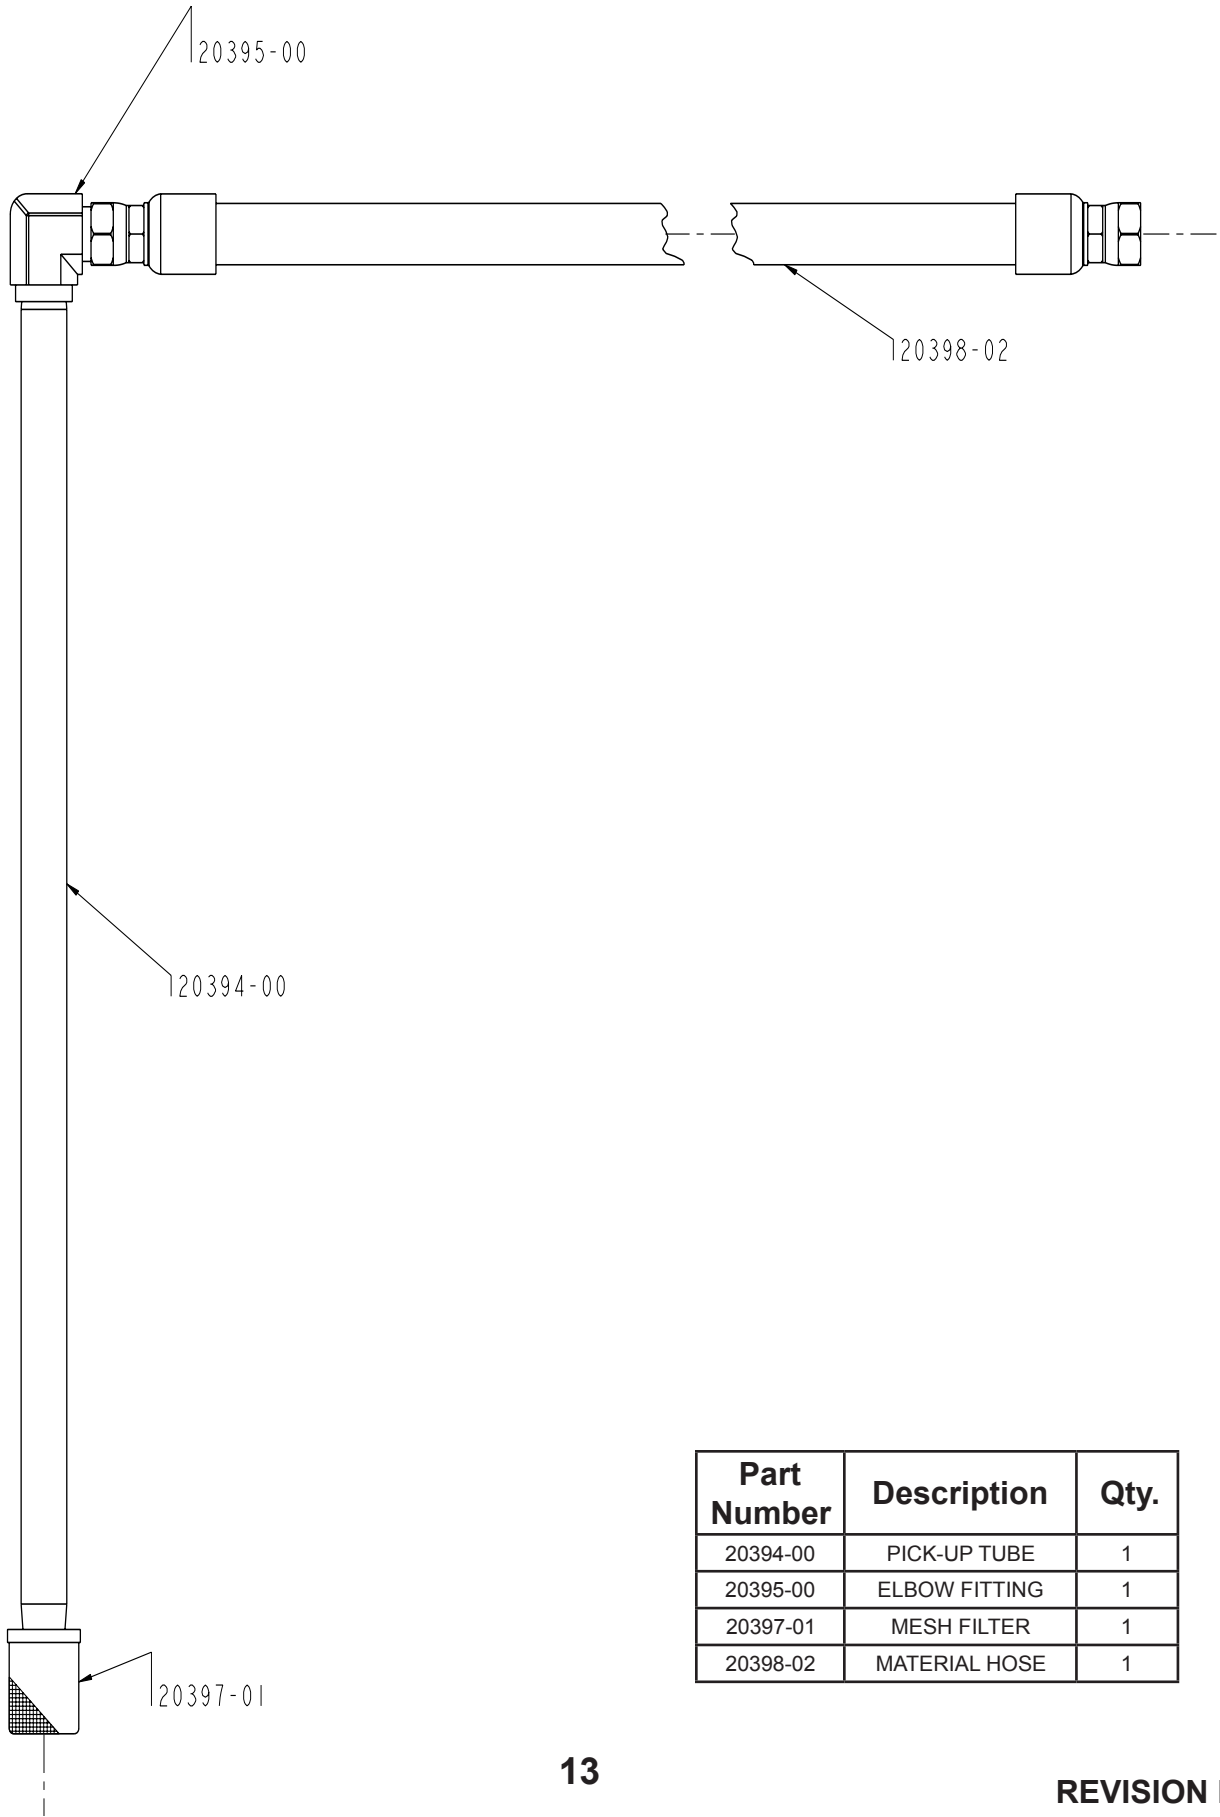 20395-00
20398-02
20394-00
Part Number Description Qty.
20394-00 PICK-UP TUBE 1
20395-00 ELBOW FITTING 1
20397-01 MESH FILTER 1
20398-02 MATERIAL HOSE 1
20397-01
13
REVISION